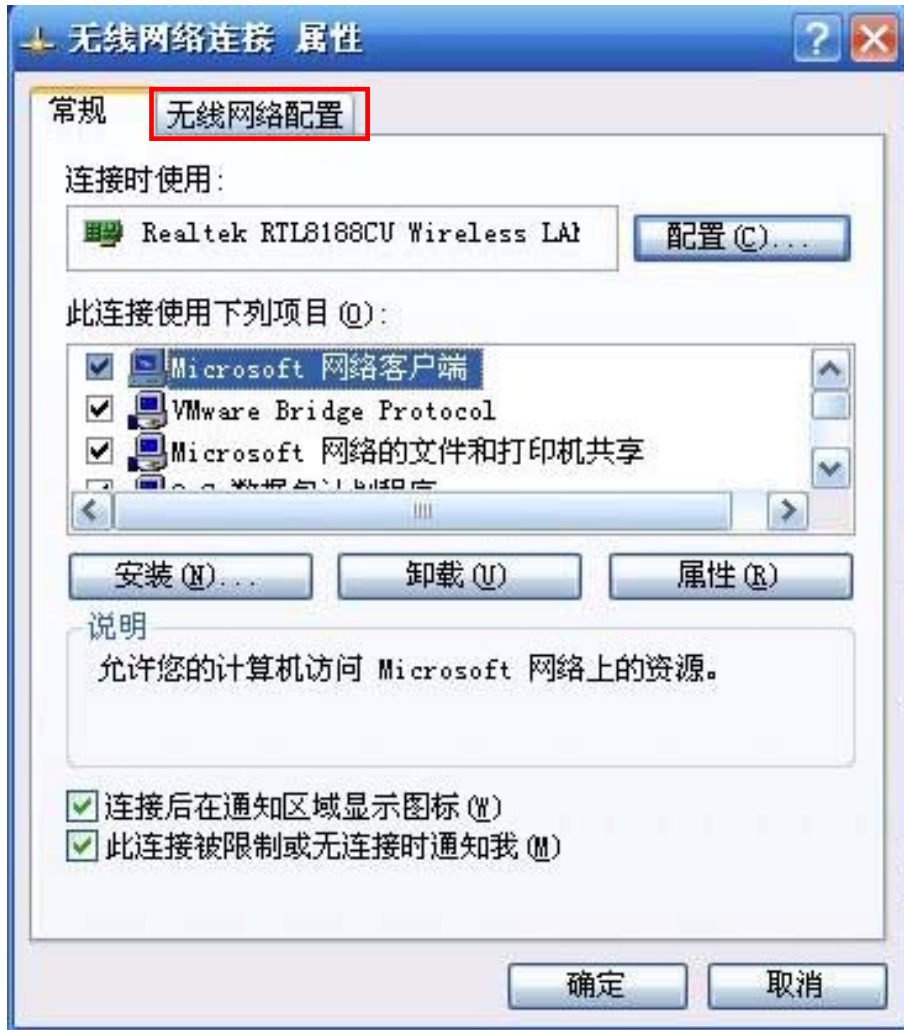 无线网络连接 属性
常规 无线网络配置
连接时使用:
Realtek RTL8188CU Wireless LA
配置(C)...
此连接使用下列项目(O):
Microsoft 网络客户端
VMware Bridge Protocol
Microsoft 网络的文件和打印机共享
安装(N)... 卸载(U) 属性(R)
说明
允许您的计算机访问 Microsoft 网络上的资源。
连接后在通知区域显示图标(W)
此连接被限制或无连接时通知我(M)
确定 取消